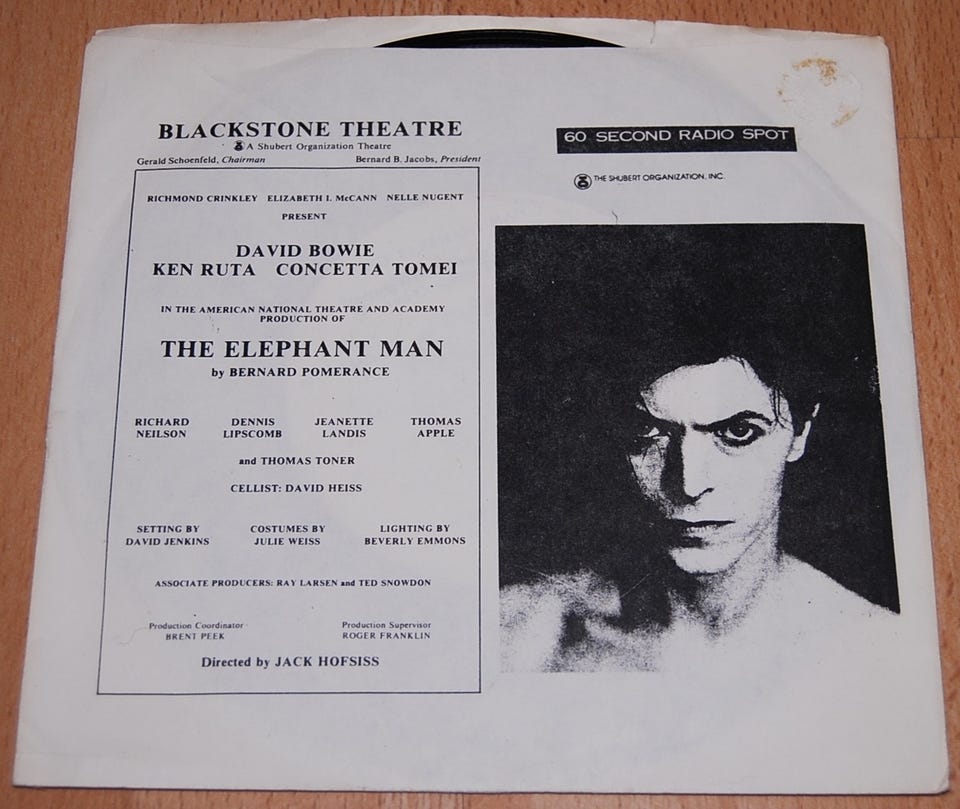 BLACKSTONE THEATRE
A Shubert Organization Theatre
Gerald Schoenfeld, Chairman Bernard B. Jacobs, President
RICHMOND CRINKLEY ELIZABETH I. McCANN NELLE NUGENT
PRESENT
DAVID BOWIE
KEN RUTA CONCETTA TOMEI
IN THE AMERICAN NATIONAL THEATRE AND ACADEMY
PRODUCTION OF
THE ELEPHANT MAN
by BERNARD POMERANCE
RICHARD DENNIS JEANETTE THOMAS
NEILSON LIPSCOMB LANDIS APPLE
and THOMAS TONER
CELLIST: DAVID HEISS
SETTING BY COSTUMES BY LIGHTING BY
DAVID JENKINS JULIE WEISS BEVERLY EMMONS
ASSOCIATE PRODUCERS: RAY LARSEN and TED SNOWDON
Production Coordinator Production Supervisor
BRENT PEEK ROGER FRANKLIN
Directed by JACK HOFSISS
60 SECOND RADIO SPOT
THE SHUBERT ORGANIZATION, INC.